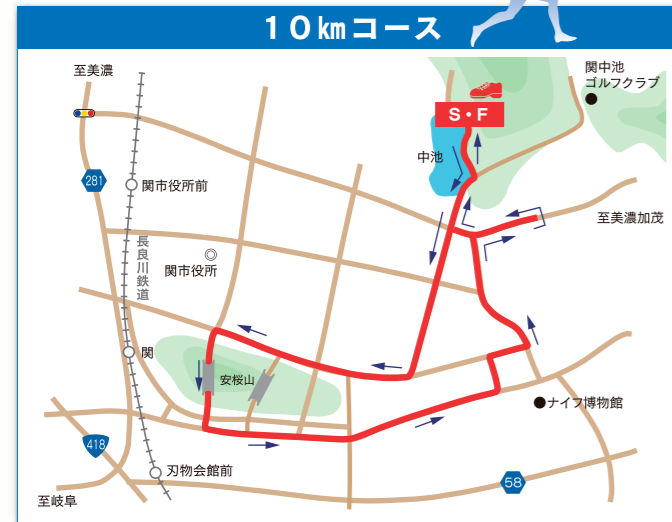 10kmコース
至美濃
関中池
ゴルフクラブ
S・F
中池
281
関市役所前
至美濃加茂
長良川鉄道
関市役所
関
安桜山
ナイフ博物館
418
刃物会館前
58
至岐阜